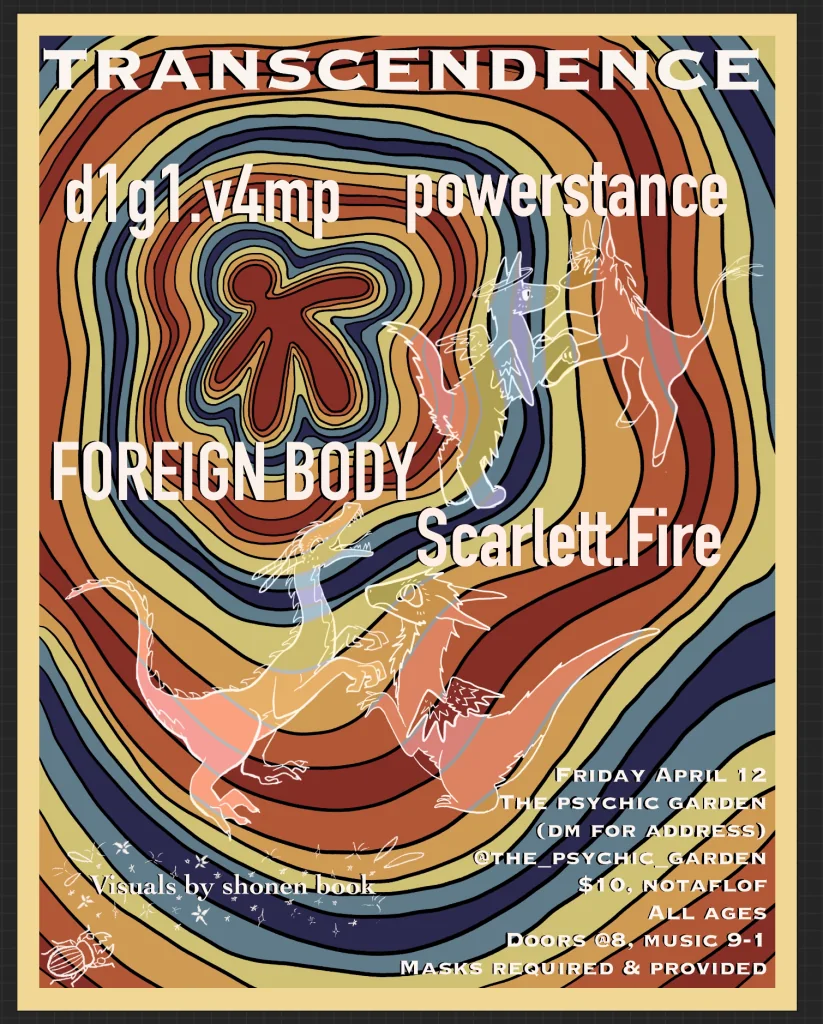 TRANSCENDENCE
d1g1.v4mp
powerstance
FOREIGN BODY
Scarlett.Fire
Friday April 12
The psychic garden
(dm for address)
@the_psychic_garden
$10, notaflof
All ages
Doors @8, music 9-1
Masks required & provided
Visuals by shonen book